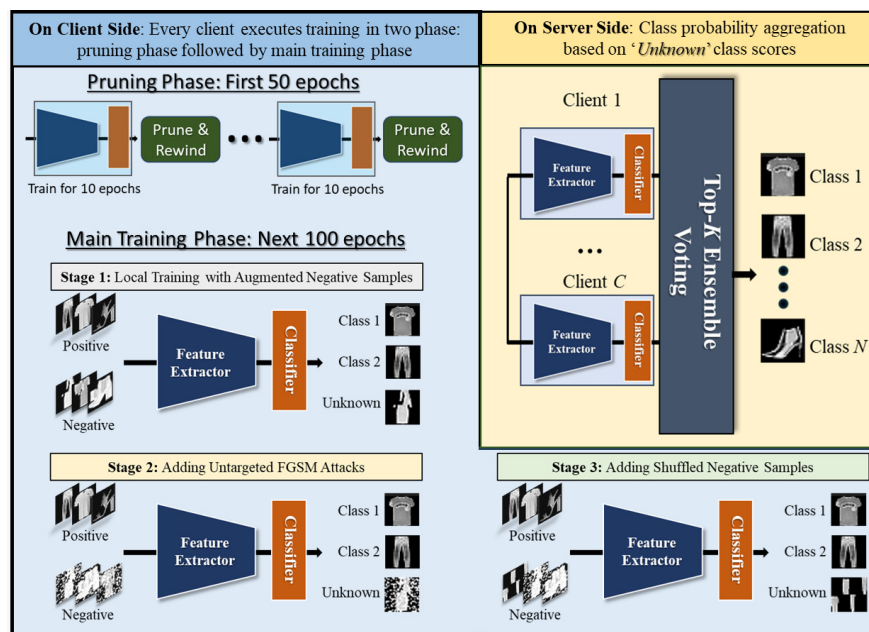 On Client Side: Every client executes training in two phase:
pruning phase followed by main training phase
Pruning Phase: First 50 epochs
Prune &
Rewind
Prune &
Rewind
Train for 10 epochs
Train for 10 epochs
Main Training Phase: Next 100 epochs
Stage 1: Local Training with Augmented Negative Samples
Positive
Negative
Feature
Extractor
Classifier
Class 1
Class 2
Unknown
Stage 2: Adding Untargeted FGSM Attacks
Positive
Negative
Feature
Extractor
Classifier
Class 1
Class 2
Unknown
On Server Side: Class probability aggregation
based on ‘Unknown’ class scores
Client 1
Feature
Extractor
Classifier
...
Client C
Feature
Extractor
Classifier
Top-K Ensemble
Voting
Class 1
Class 2
Class N
Stage 3: Adding Shuffled Negative Samples
Positive
Negative
Feature
Extractor
Classifier
Class 1
Class 2
Unknown